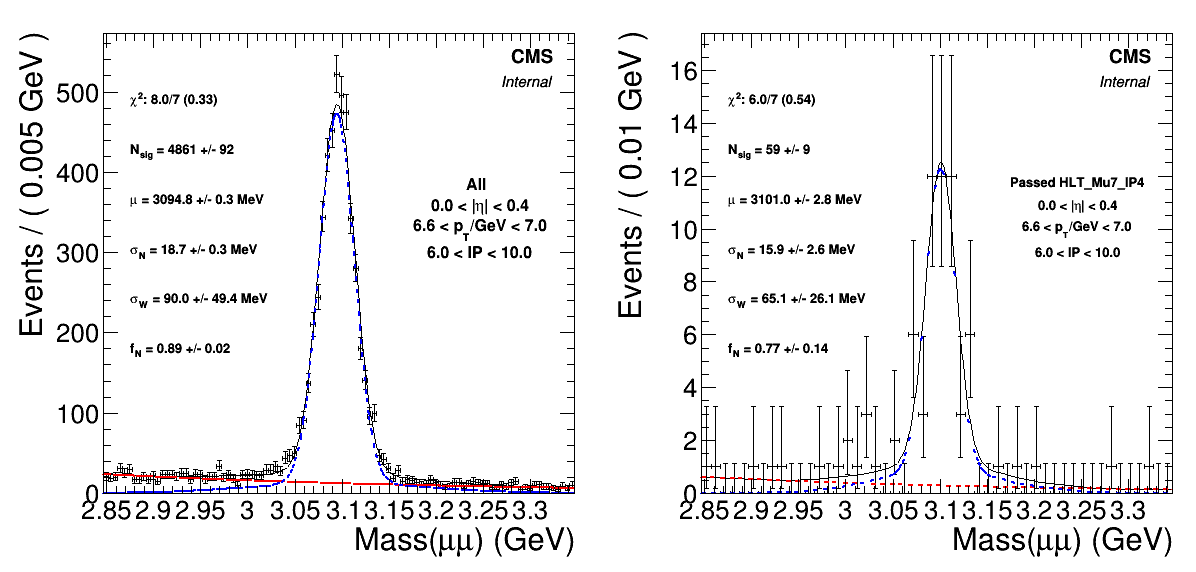 Events / ( 0.005 GeV )
CMS
Internal
χ²: 8.0/7 (0.33)
N_sig = 4861 +/- 92
μ = 3094.8 +/- 0.3 MeV
σ_N = 18.7 +/- 0.3 MeV
σ_W = 90.0 +/- 49.4 MeV
f_N = 0.89 +/- 0.02
All
0.0 < |η| < 0.4
6.6 < p_T/GeV < 7.0
6.0 < IP < 10.0
500
400
300
200
100
0
2.85 2.9 2.95 3 3.05 3.1 3.15 3.2 3.25 3.3
Mass(μμ) (GeV)
Events / ( 0.01 GeV )
CMS
Internal
χ²: 6.0/7 (0.54)
N_sig = 59 +/- 9
μ = 3101.0 +/- 2.8 MeV
σ_N = 15.9 +/- 2.6 MeV
σ_W = 65.1 +/- 26.1 MeV
f_N = 0.77 +/- 0.14
Passed HLT_Mu7_IP4
0.0 < |η| < 0.4
6.6 < p_T/GeV < 7.0
6.0 < IP < 10.0
16
14
12
10
8
6
4
2
0
2.85 2.9 2.95 3 3.05 3.1 3.15 3.2 3.25 3.3
Mass(μμ) (GeV)